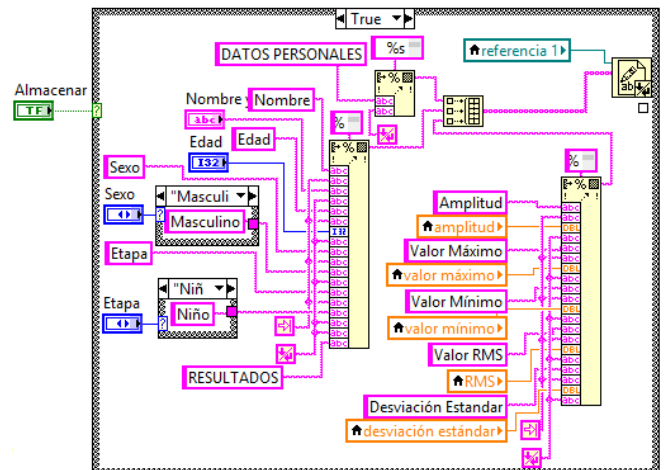 True
DATOS PERSONALES
%s
referencia 1
Almacenar
TF
Nombre
Nombre
abc
%
Edad
Edad
I32
Sexo
Sexo
"Masculi
Masculino
Etapa
Etapa
"Niñ
Niño
RESULTADOS
%
Amplitud
amplitud
Valor Máximo
valor máximo
Valor Mínimo
valor mínimo
Valor RMS
RMS
Desviación Estandar
desviación estándar